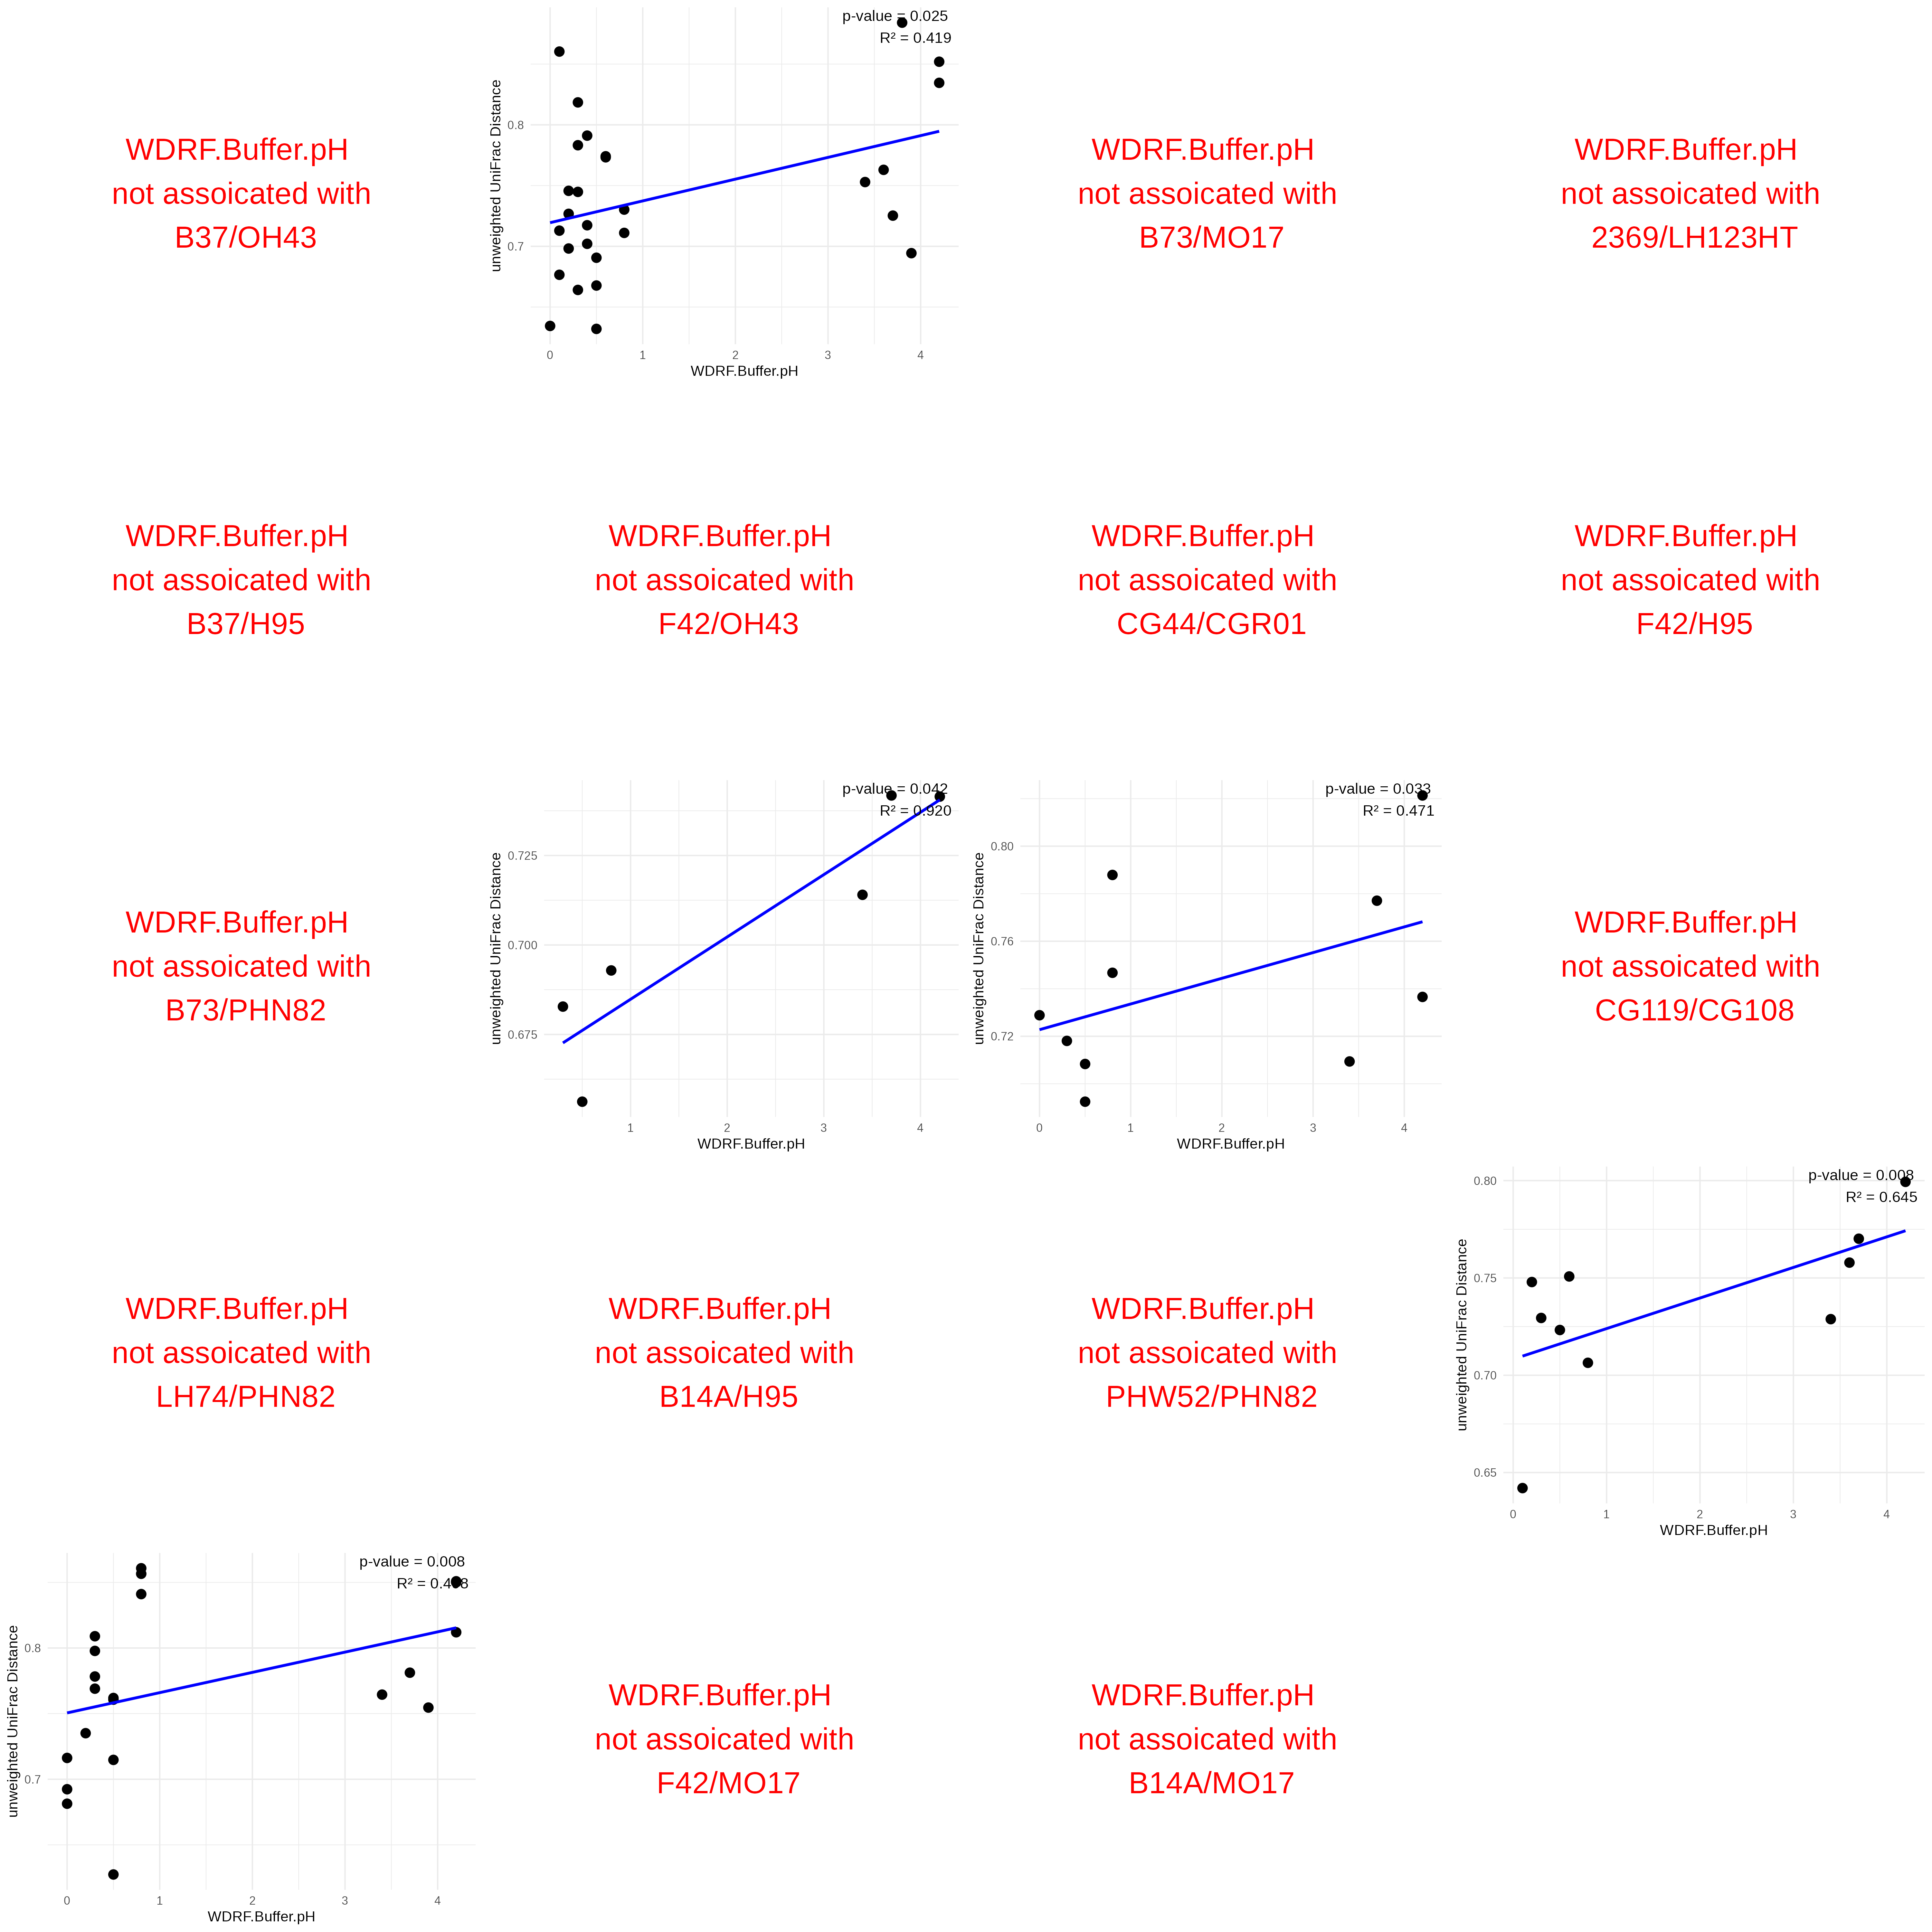 WDRF.Buffer.pH
not assoicated with
B37/OH43
p-value = 0.025
R² = 0.419
unweighted UniFrac Distance
0.8
0.7
0 1 2 3 4
WDRF.Buffer.pH
WDRF.Buffer.pH
not assoicated with
B73/MO17
WDRF.Buffer.pH
not assoicated with
2369/LH123HT
WDRF.Buffer.pH
not assoicated with
B37/H95
WDRF.Buffer.pH
not assoicated with
F42/OH43
WDRF.Buffer.pH
not assoicated with
CG44/CGR01
WDRF.Buffer.pH
not assoicated with
F42/H95
WDRF.Buffer.pH
not assoicated with
B73/PHN82
p-value = 0.042
R² = 0.920
unweighted UniFrac Distance
0.725
0.700
0.675
1 2 3 4
WDRF.Buffer.pH
p-value = 0.033
R² = 0.471
unweighted UniFrac Distance
0.80
0.76
0.72
0 1 2 3 4
WDRF.Buffer.pH
WDRF.Buffer.pH
not assoicated with
CG119/CG108
WDRF.Buffer.pH
not assoicated with
LH74/PHN82
WDRF.Buffer.pH
not assoicated with
B14A/H95
WDRF.Buffer.pH
not assoicated with
PHW52/PHN82
p-value = 0.008
R² = 0.645
unweighted UniFrac Distance
0.80
0.75
0.70
0.65
0 1 2 3 4
WDRF.Buffer.pH
p-value = 0.008
R² =
unweighted UniFrac Distance
0.8
0.7
0 1 2 3 4
WDRF.Buffer.pH
WDRF.Buffer.pH
not assoicated with
F42/MO17
WDRF.Buffer.pH
not assoicated with
B14A/MO17